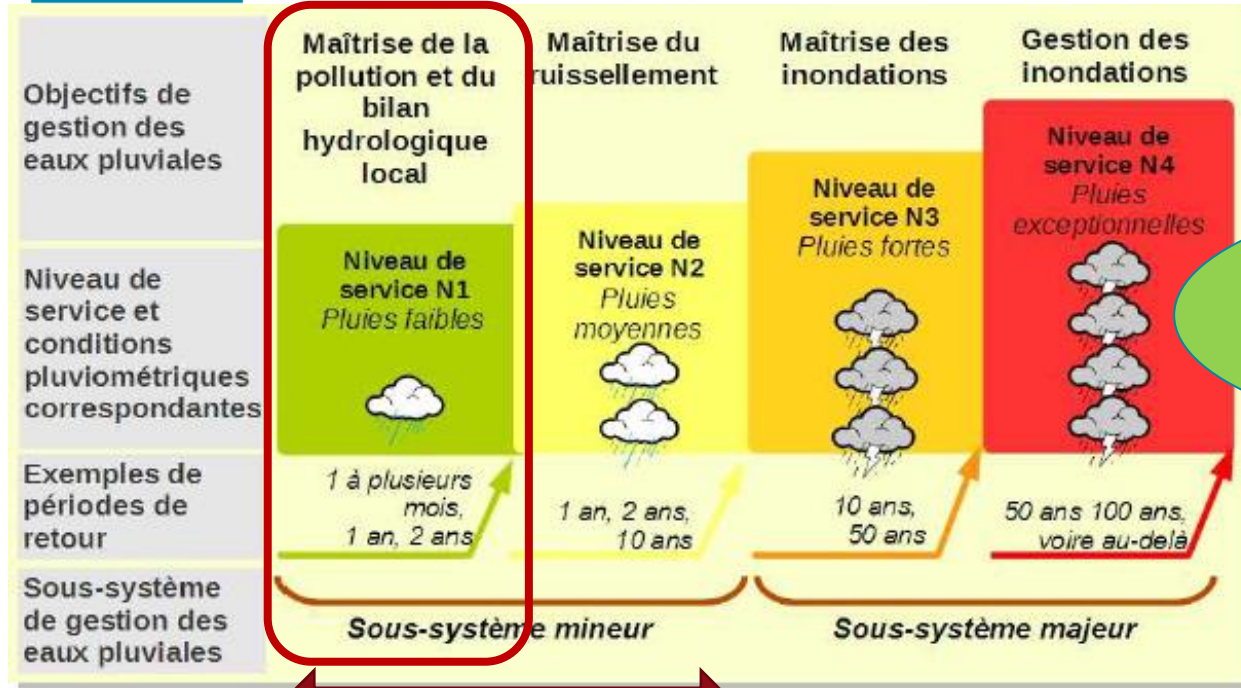 Objectifs de
gestion des
eaux pluviales
Maîtrise de la
pollution et du
bilan
hydrologique
local
Maîtrise du
ruissellement
Maîtrise des
inondations
Gestion des
inondations
Niveau de
service et
conditions
pluviométriques
correspondantes
Niveau de
service N1
Pluies faibles
Niveau de
service N2
Pluies
moyennes
Niveau de
service N3
Pluies fortes
Niveau de
service N4
Pluies
exceptionnelles
Exemples de
périodes de
retour
1 à plusieurs
mois,
1 an, 2 ans
1 an, 2 ans,
10 ans
10 ans,
50 ans
50 ans 100 ans,
voire au-delà
Sous-système
de gestion des
eaux pluviales
Sous-système mineur
Sous-système majeur